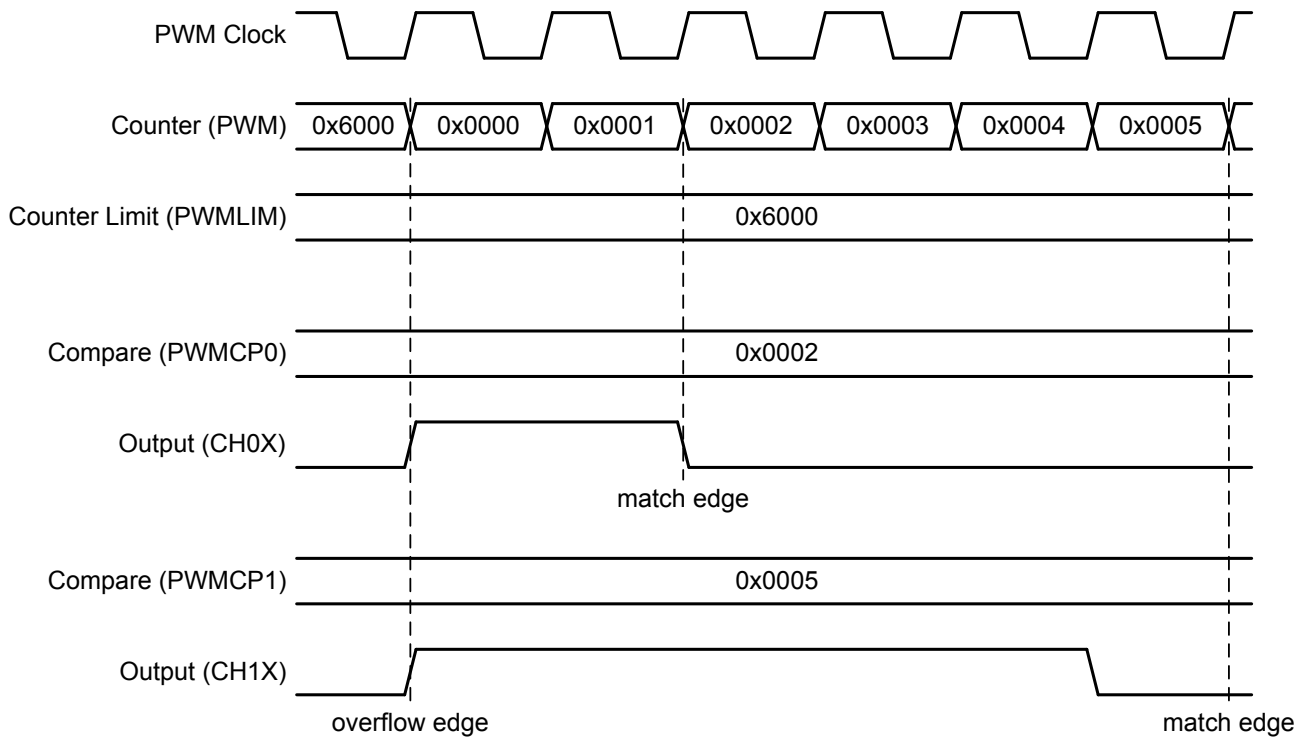 PWM Clock
Counter (PWM) 0x6000 0x0000 0x0001 0x0002 0x0003 0x0004 0x0005
Counter Limit (PWMLIM) 0x6000
Compare (PWMCP0) 0x0002
Output (CH0X)
match edge
Compare (PWMCP1) 0x0005
Output (CH1X)
overflow edge match edge